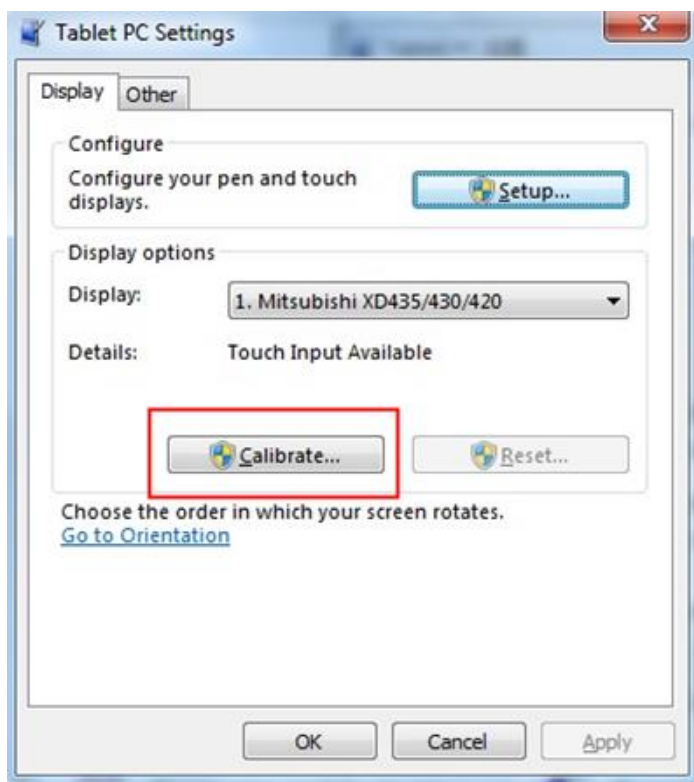 Tablet PC Settings
Display
Other
Configure
Configure your pen and touch
displays.
Setup...
Display options
Display:
1. Mitsubishi XD435/430/420
Details:
Touch Input Available
Calibrate...
Reset...
Choose the order in which your screen rotates.
Go to Orientation
OK
Cancel
Apply